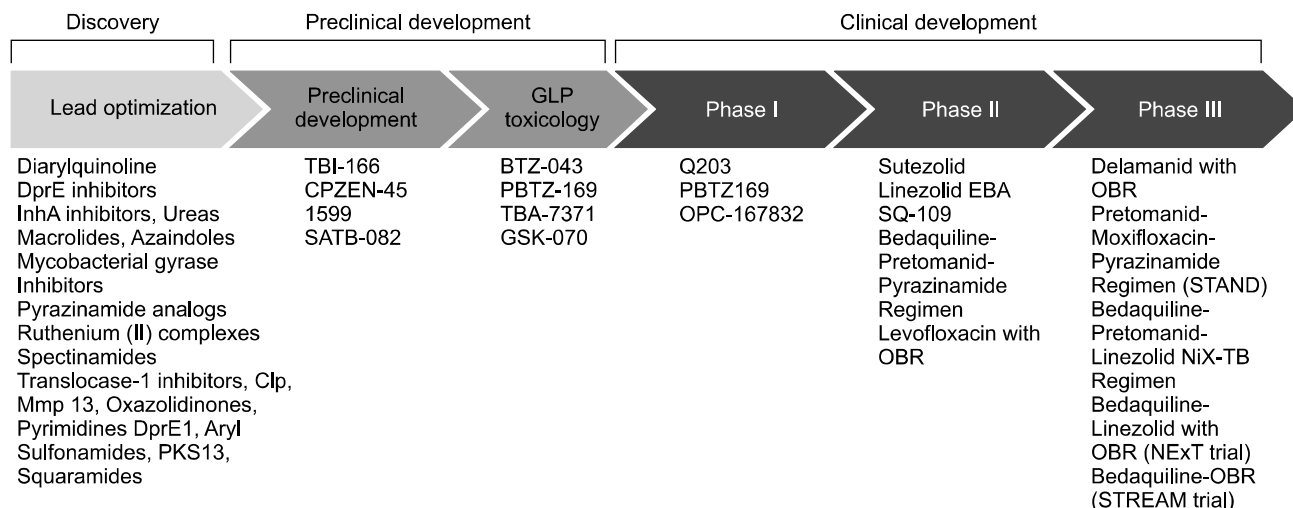 Discovery
Preclinical development
Clinical development
Lead optimization
Preclinical
development
GLP
toxicology
Phase I
Phase II
Phase III
Diarylquinoline
DprE inhibitors
InhA inhibitors, Ureas
Macrolides, Azaindoles
Mycobacterial gyrase
Inhibitors
Pyrazinamide analogs
Ruthenium (II) complexes
Spectinamides
Translocase-1 inhibitors, Clp,
Mmp 13, Oxazolidinones,
Pyrimidines DprE1, Aryl
Sulfonamides, PKS13,
Squaramides
TBI-166
CPZEN-45
1599
SATB-082
BTZ-043
PBTZ-169
TBA-7371
GSK-070
Q203
PBTZ169
OPC-167832
Sutezolid
Linezolid EBA
SQ-109
Bedaquiline-
Pretomanid-
Pyrazinamide
Regimen
Levofloxacin with
OBR
Delamanid with
OBR
Pretomanid-
Moxifloxacin-
Pyrazinamide
Regimen (STAND)
Bedaquiline-
Pretomanid-
Linezolid NiX-TB
Regimen
Bedaquiline-
Linezolid with
OBR (NExT trial)
Bedaquiline-OBR
(STREAM trial)